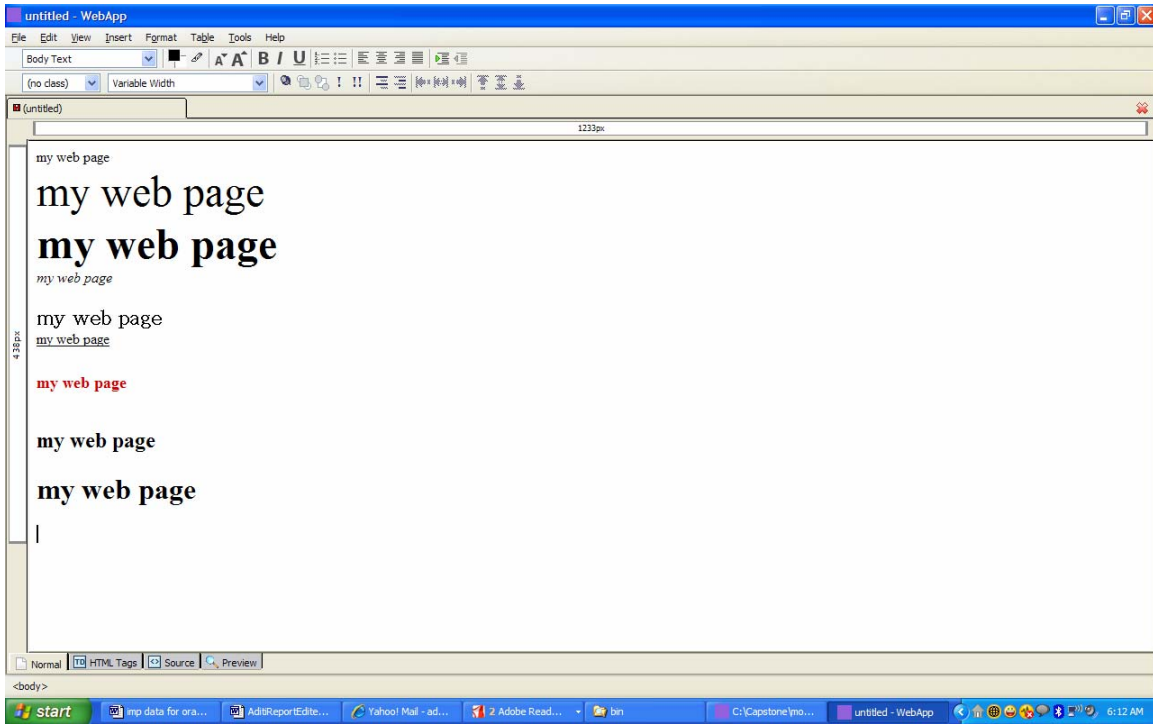 untitled - WebApp
File Edit View Insert Format Table Tools Help
Body Text
B I U
(no class) Variable Width
(untitled)
1233px
438px
my web page
my web page
my web page
my web page
my web page
my web page
my web page
my web page
my web page
Normal TD HTML Tags Source Preview
<body>
start imp data for ora... AditiReportEdite... Yahoo! Mail - ad... 2 Adobe Read... bin C:\Capstone\mo... untitled - WebApp 6:12 AM